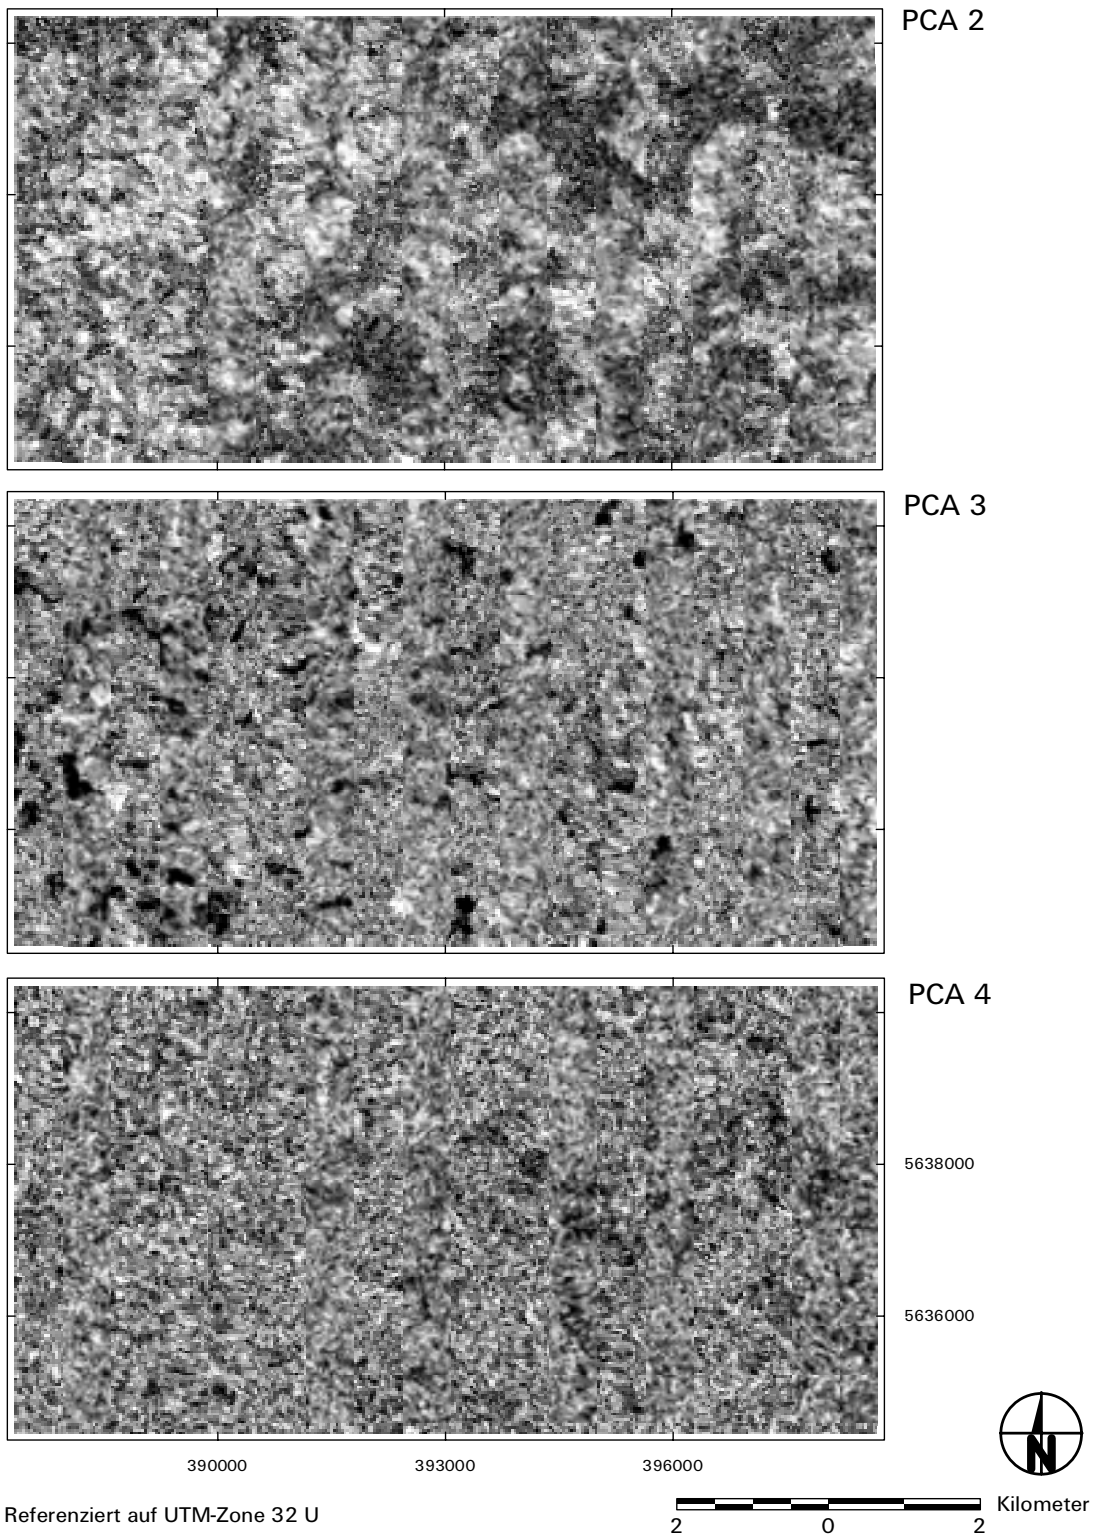 PCA 2
PCA 3
PCA 4
5638000
5636000
390000 393000 396000
N
Referenziert auf UTM-Zone 32 U
Kilometer
2 0 2